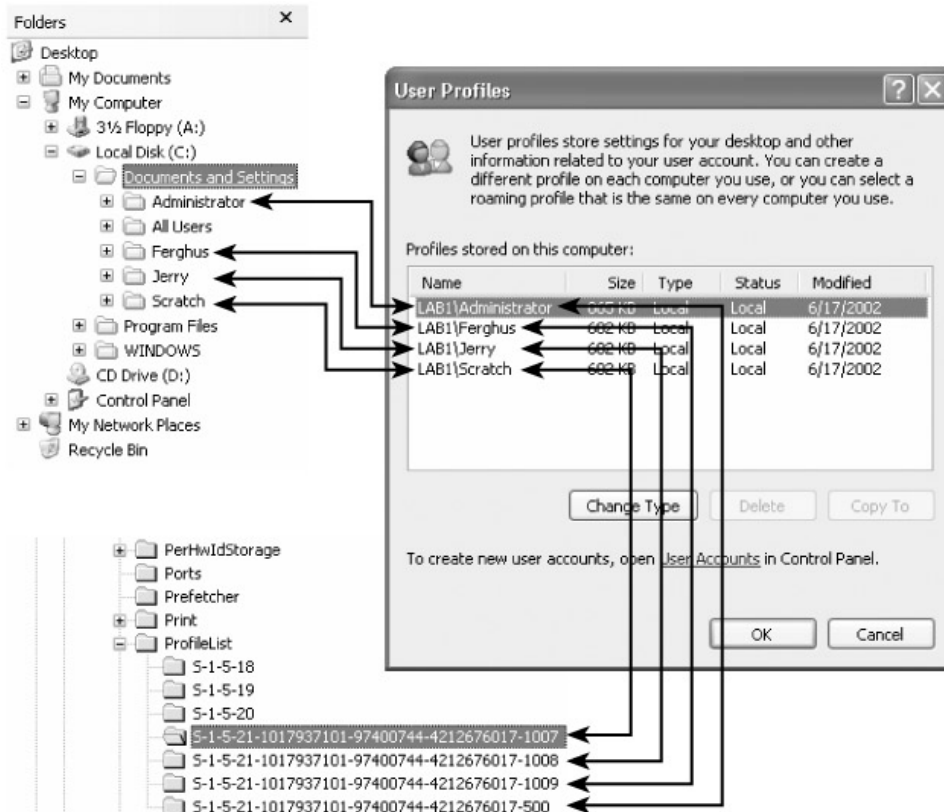 Folders
Desktop
My Documents
My Computer
3½ Floppy (A:)
Local Disk (C:)
Documents and Settings
Administrator
All Users
Ferghus
Jerry
Scratch
Program Files
WINDOWS
CD Drive (D:)
Control Panel
My Network Places
Recycle Bin
User Profiles
User profiles store settings for your desktop and other
information related to your user account. You can create a
different profile on each computer you use, or you can select a
roaming profile that is the same on every computer you use.
Profiles stored on this computer:
Name Size Type Status Modified
LAB1\Administrator 865 KB Local Local 6/17/2002
LAB1\Ferghus 602 KB Local Local 6/17/2002
LAB1\Jerry 602 KB Local Local 6/17/2002
LAB1\Scratch 602 KB Local Local 6/17/2002
Change Type Delete Copy To
To create new user accounts, open User Accounts in Control Panel.
OK Cancel
PerHwIdStorage
Ports
Prefetcher
Print
ProfileList
S-1-5-18
S-1-5-19
S-1-5-20
S-1-5-21-1017937101-97400744-4212676017-1007
S-1-5-21-1017937101-97400744-4212676017-1008
S-1-5-21-1017937101-97400744-4212676017-1009
S-1-5-21-1017937101-97400744-4212676017-500